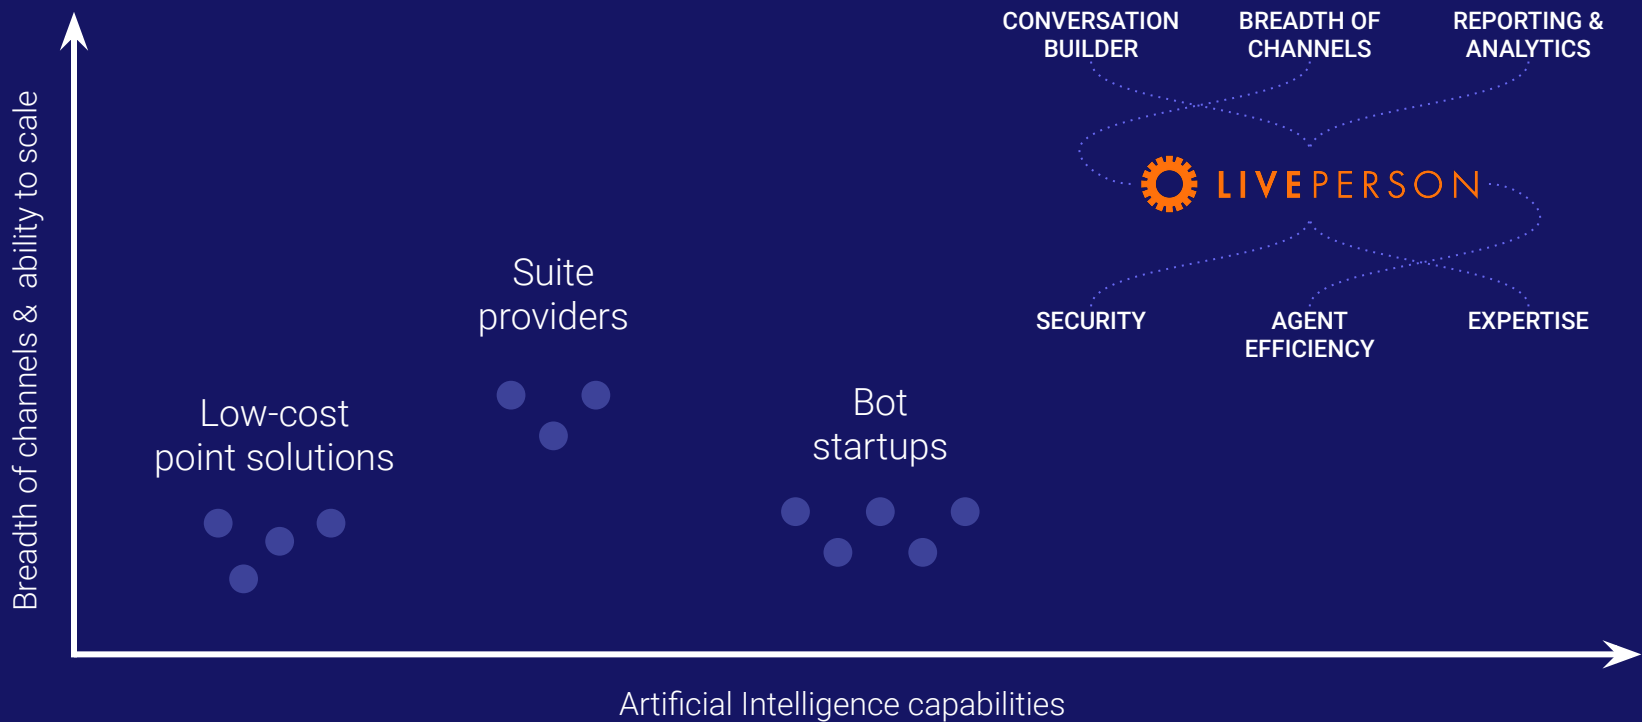 CONVERSATION
BUILDER
BREADTH OF
CHANNELS
REPORTING &
ANALYTICS
LIVEPERSON
SECURITY
AGENT
EFFICIENCY
EXPERTISE
Suite
providers
Low-cost
point solutions
Bot
startups
Breadth of channels & ability to scale
Artificial Intelligence capabilities